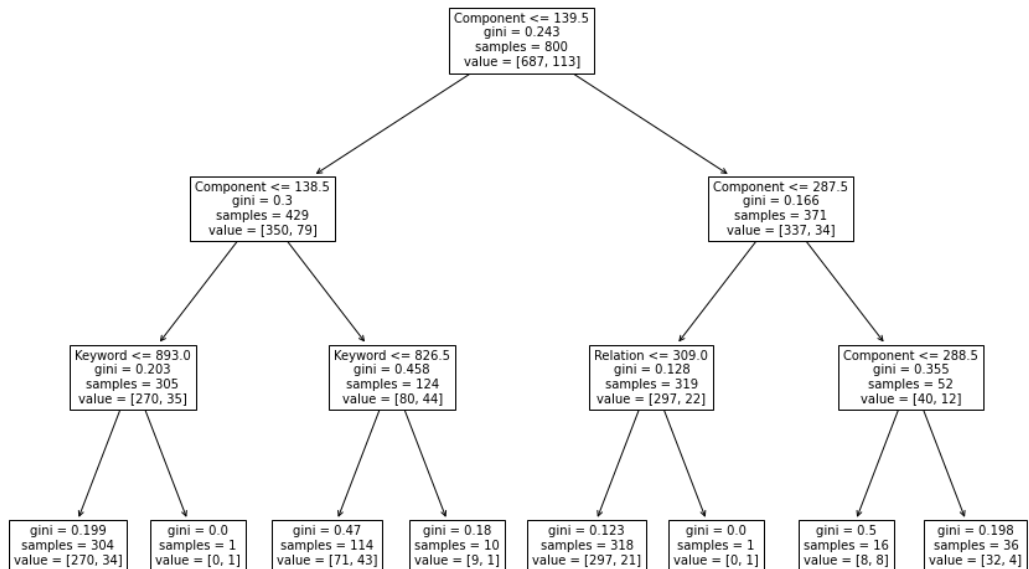 Component <= 139.5
gini = 0.243
samples = 800
value = [687, 113]
Component <= 138.5
gini = 0.3
samples = 429
value = [350, 79]
Component <= 287.5
gini = 0.166
samples = 371
value = [337, 34]
Keyword <= 893.0
gini = 0.203
samples = 305
value = [270, 35]
Keyword <= 826.5
gini = 0.458
samples = 124
value = [80, 44]
Relation <= 309.0
gini = 0.128
samples = 319
value = [297, 22]
Component <= 288.5
gini = 0.355
samples = 52
value = [40, 12]
gini = 0.199
samples = 304
value = [270, 34]
gini = 0.0
samples = 1
value = [0, 1]
gini = 0.47
samples = 114
value = [71, 43]
gini = 0.18
samples = 10
value = [9, 1]
gini = 0.123
samples = 318
value = [297, 21]
gini = 0.0
samples = 1
value = [0, 1]
gini = 0.5
samples = 16
value = [8, 8]
gini = 0.198
samples = 36
value = [32, 4]